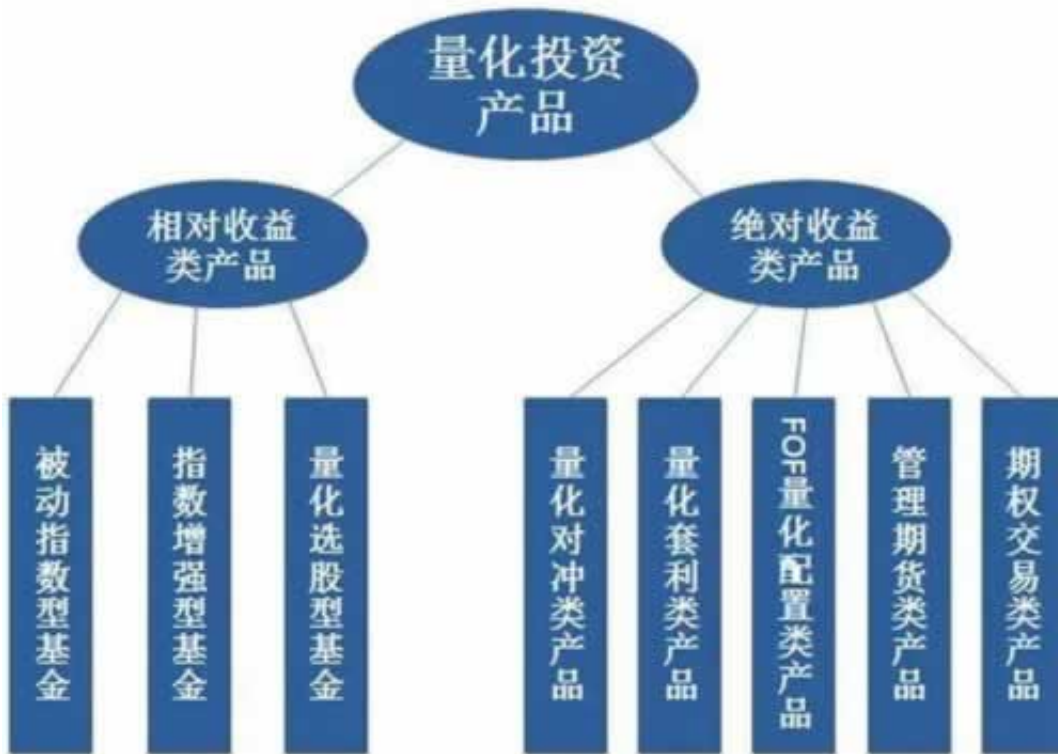 量化投资
产品
相对收益
类产品
绝对收益
类产品
被动指数型基金
指数增强型基金
量化选股型基金
量化对冲类产品
量化套利类产品
FOF量化配置类产品
管理期货类产品
期权交易类产品